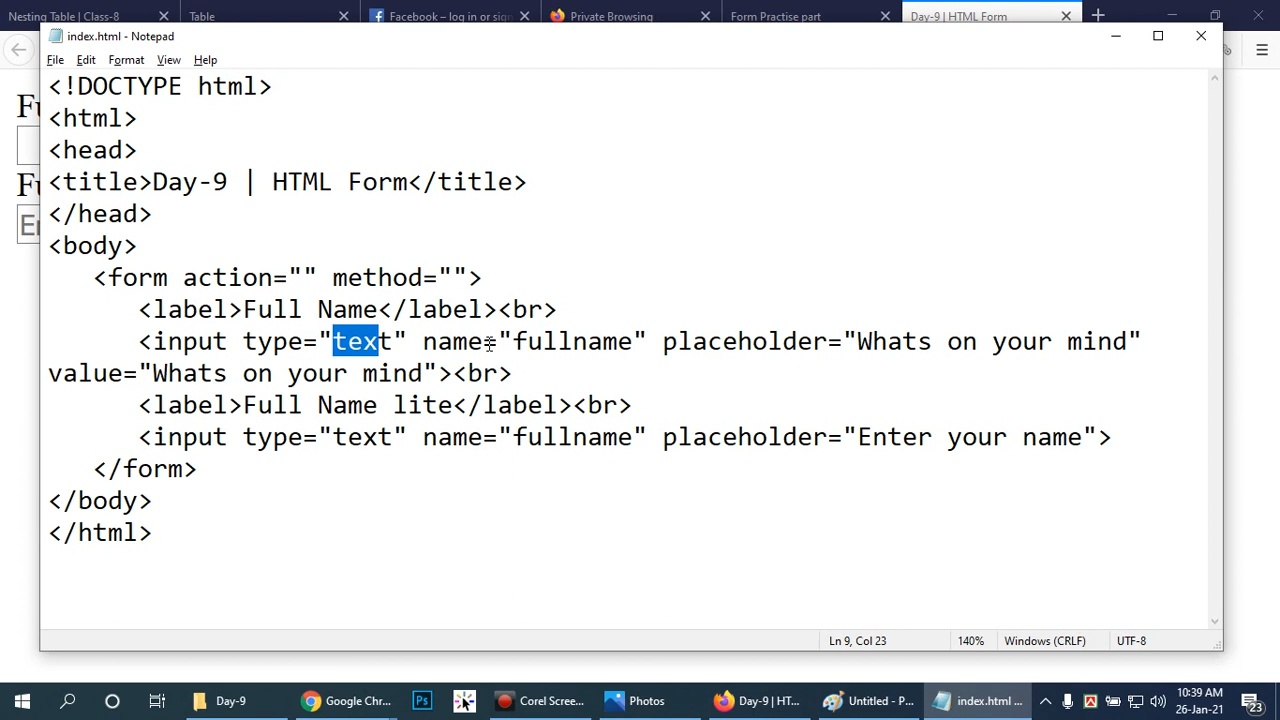 Nesting Table | Class-8
Table
Facebook – log in or sign
Private Browsing
Form Practise part
Day-9 | HTML Form
index.html - Notepad
File Edit Format View Help
<!DOCTYPE html>
<html>
<head>
<title>Day-9 | HTML Form</title>
</head>
<body>
<form action="" method="">
<label>Full Name</label><br>
<input type="text" name="fullname" placeholder="Whats on your mind"
value="Whats on your mind"><br>
<label>Full Name lite</label><br>
<input type="text" name="fullname" placeholder="Enter your name">
</form>
</body>
</html>
Ln 9, Col 23 140% Windows (CRLF) UTF-8
Day-9
Google Chr...
Ps
Corel Scree...
Photos
Day-9 | HT...
Untitled - P...
index.html ...
10:39 AM
26-Jan-21
23